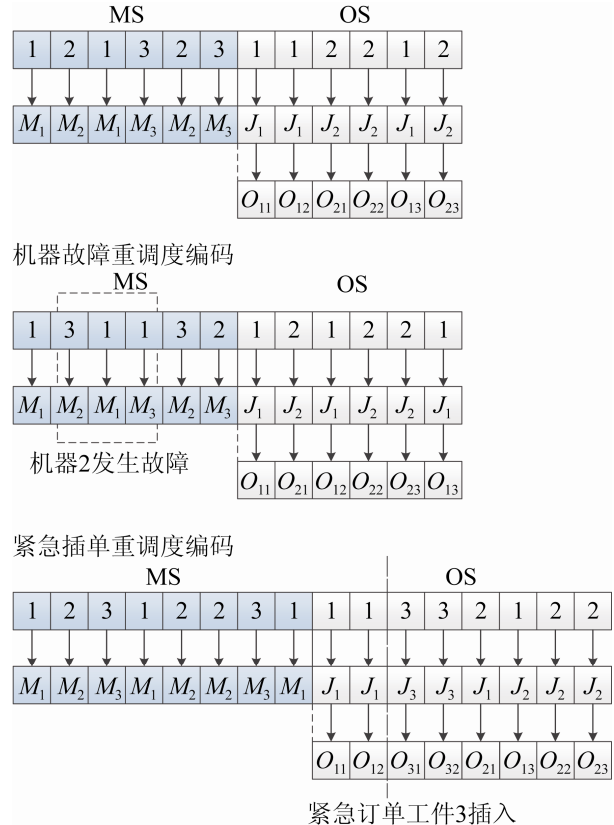 MS OS
1 2 1 3 2 3 1 1 2 2 1 2
M₁ M₂ M₁ M₃ M₂ M₃ J₁ J₁ J₂ J₂ J₁ J₂
O₁₁ O₁₂ O₂₁ O₂₂ O₁₃ O₂₃
机器故障重调度编码
MS OS
1 3 1 1 3 2 1 2 1 2 2 1
M₁ M₂ M₁ M₃ M₂ M₃ J₁ J₂ J₁ J₂ J₂ J₁
机器2发生故障
O₁₁ O₂₁ O₁₂ O₂₂ O₂₃ O₁₃
紧急插单重调度编码
MS OS
1 2 3 1 2 2 3 1 1 1 3 3 2 1 2 2
M₁ M₂ M₃ M₁ M₂ M₂ M₃ M₁ J₁ J₁ J₃ J₃ J₁ J₂ J₂ J₂
O₁₁ O₁₂ O₃₁ O₃₂ O₂₁ O₁₃ O₂₂ O₂₃
紧急订单工件3插入